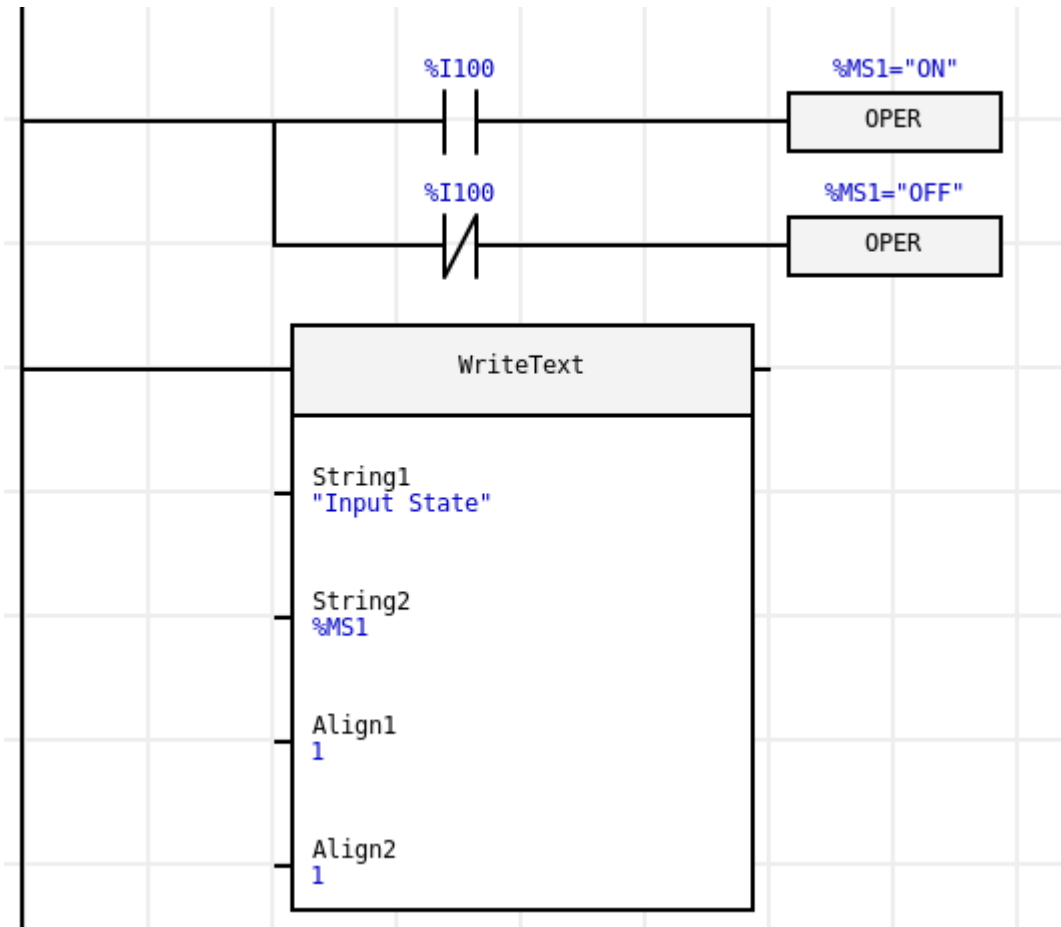 %I100
%MS1="ON"
OPER
%I100
%MS1="OFF"
OPER
WriteText
String1
"Input State"
String2
%MS1
Align1
1
Align2
1